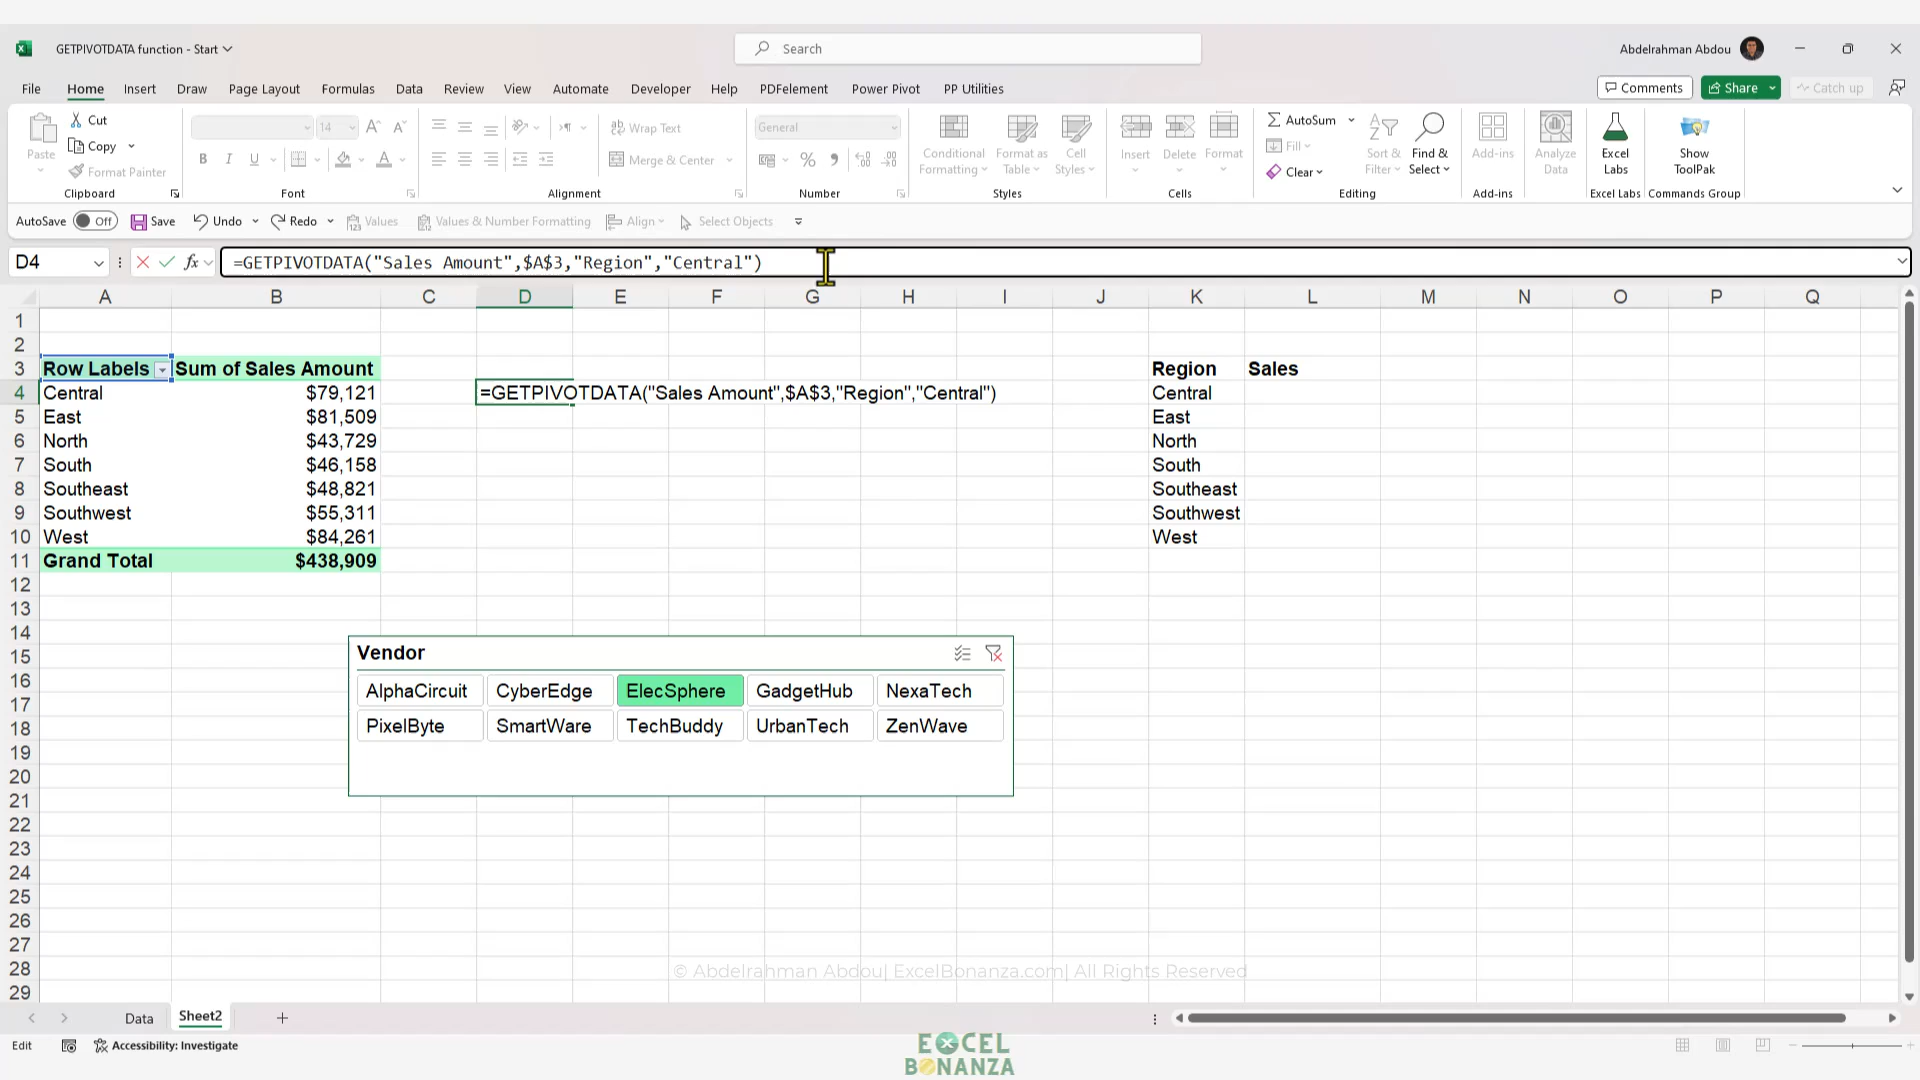 GETPIVOTDATA function - Start
Search
Abdelrahman Abdou
File Home Insert Draw Page Layout Formulas Data Review View Automate Developer Help PDFelement Power Pivot PP Utilities
Comments Share Catch up
Paste
Cut
Copy
Format Painter
Clipboard
14
B I U
Font
Wrap Text
Merge & Center
Alignment
General
%
Number
Conditional Formatting
Format as Table
Cell Styles
Styles
Insert Delete Format
Cells
AutoSum
Fill
Clear
Sort & Filter
Find & Select
Editing
Add-ins
Add-ins
Analyze Data
Excel Labs
Excel Labs
Show ToolPak
Commands Group
AutoSave Off Save Undo Redo Values Values & Number Formatting Align Select Objects
D4 fx =GETPIVOTDATA("Sales Amount",$A$3,"Region","Central")
A B C D E F G H I J K L M N O P Q
1
2
3 Row Labels Sum of Sales Amount Region Sales
4 Central $79,121 =GETPIVOTDATA("Sales Amount",$A$3,"Region","Central") Central
5 East $81,509 East
6 North $43,729 North
7 South $46,158 South
8 Southeast $48,821 Southeast
9 Southwest $55,311 Southwest
10 West $84,261 West
11 Grand Total $438,909
12
13
14
15 Vendor
16
17 AlphaCircuit CyberEdge ElecSphere GadgetHub NexaTech
18 PixelByte SmartWare TechBuddy UrbanTech ZenWave
19
20
21
22
23
24
25
26
27
28 © Abdelrahman Abdou| ExcelBonanza.com| All Rights Reserved
29
Data Sheet2
Edit Accessibility: Investigate
EXCEL
BONANZA